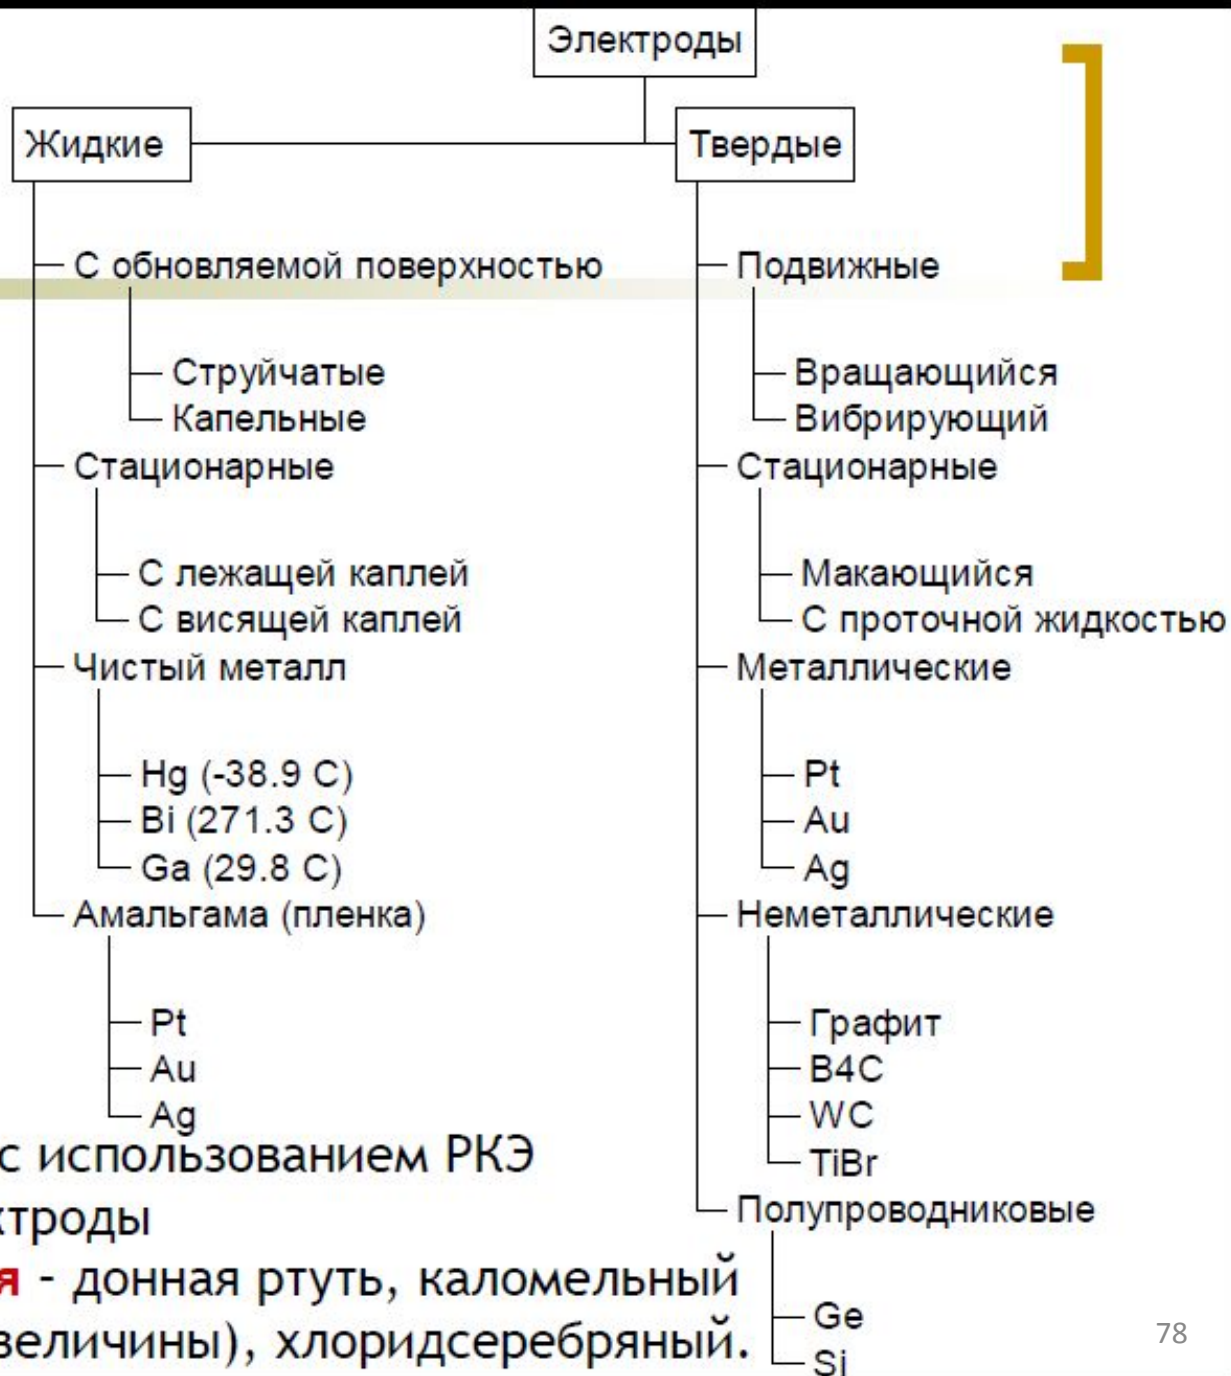 Электроды
Жидкие
Твердые
С обновляемой поверхностью
Струйчатые
Капельные
Стационарные
С лежащей каплей
С висящей каплей
Чистый металл
Hg (-38.9 C)
Bi (271.3 C)
Ga (29.8 C)
Амальгама (пленка)
Pt
Au
Ag
Подвижные
Вращающийся
Вибрирующий
Стационарные
Макающийся
С проточной жидкостью
Металлические
Pt
Au
Ag
Неметаллические
Графит
B4C
WC
TiBr
Полупроводниковые
Ge
Si
с использованием РКЭ
ктроды
я - донная ртуть, каломельный
величины), хлоридсеребряный.
78